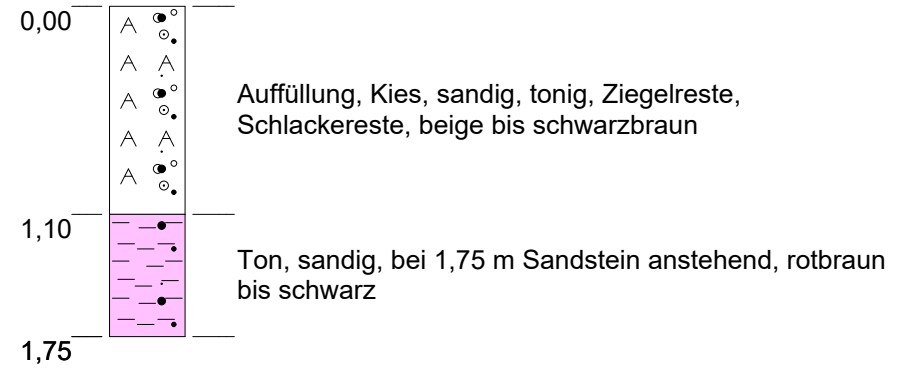 0,00
Auffüllung, Kies, sandig, tonig, Ziegelreste,
Schlackereste, beige bis schwarzbraun
1,10
Ton, sandig, bei 1,75 m Sandstein anstehend, rotbraun
bis schwarz
1,75